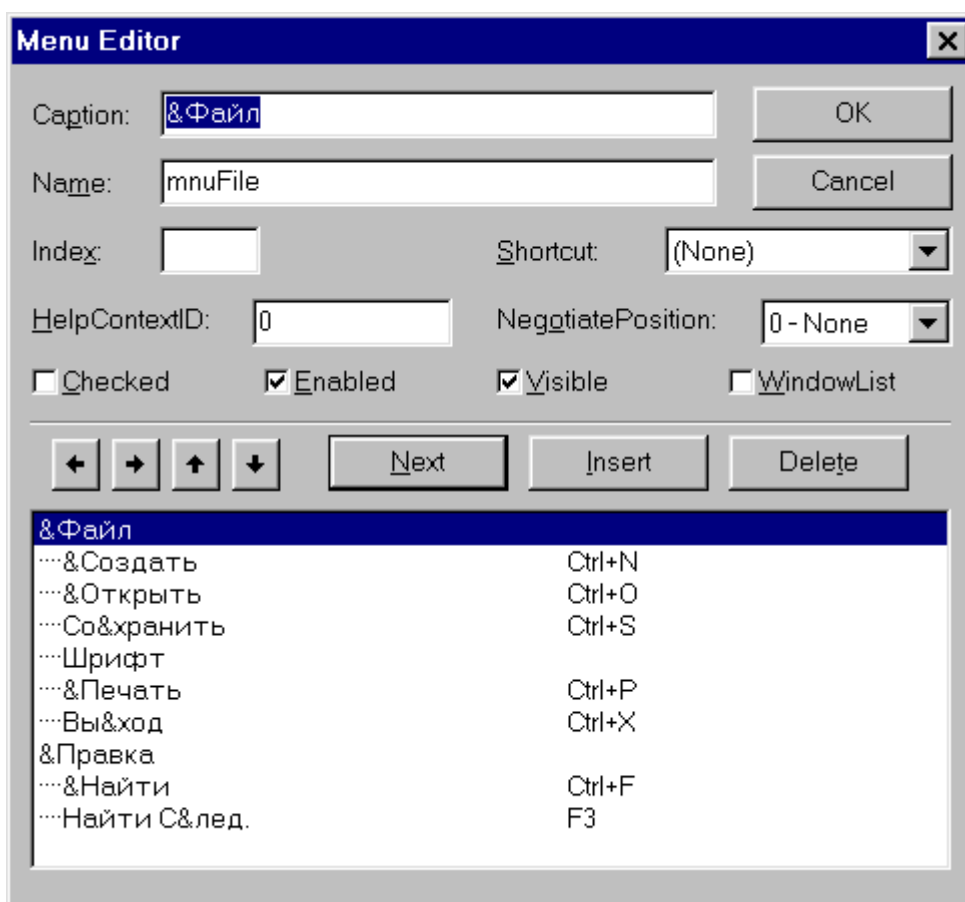 Menu Editor
Caption: &Файл OK
Name: mnuFile Cancel
Index: Shortcut: (None)
HelpContextID: 0 NegotiatePosition: 0 - None
Checked Enabled Visible WindowList
Next Insert Delete
&Файл
····&Создать Ctrl+N
····&Открыть Ctrl+O
····Со&хранить Ctrl+S
····Шрифт
····&Печать Ctrl+P
····Вы&ход Ctrl+X
&Правка
····&Найти Ctrl+F
····Найти С&лед. F3